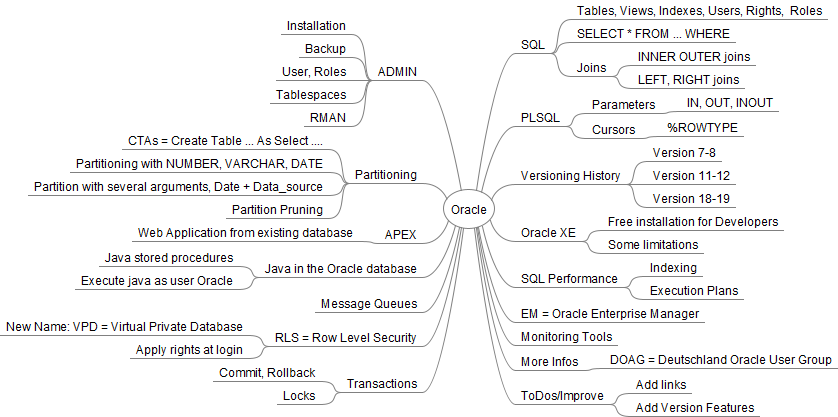 Oracle
SQL
Tables, Views, Indexes, Users, Rights, Roles
SELECT * FROM ... WHERE
Joins
INNER OUTER joins
LEFT, RIGHT joins
PLSQL
Parameters
IN, OUT, INOUT
Cursors
%ROWTYPE
Versioning History
Version 7-8
Version 11-12
Version 18-19
Oracle XE
Free installation for Developers
Some limitations
SQL Performance
Indexing
Execution Plans
EM = Oracle Enterprise Manager
Monitoring Tools
More Infos
DOAG = Deutschland Oracle User Group
ToDos/Improve
Add links
Add Version Features
ADMIN
Installation
Backup
User, Roles
Tablespaces
RMAN
Partitioning
CTAs = Create Table ... As Select ....
Partitioning with NUMBER, VARCHAR, DATE
Partition with several arguments, Date + Data_source
Partition Pruning
APEX
Web Application from existing database
Java in the Oracle database
Java stored procedures
Execute java as user Oracle
Message Queues
RLS = Row Level Security
New Name: VPD = Virtual Private Database
Apply rights at login
Transactions
Commit, Rollback
Locks